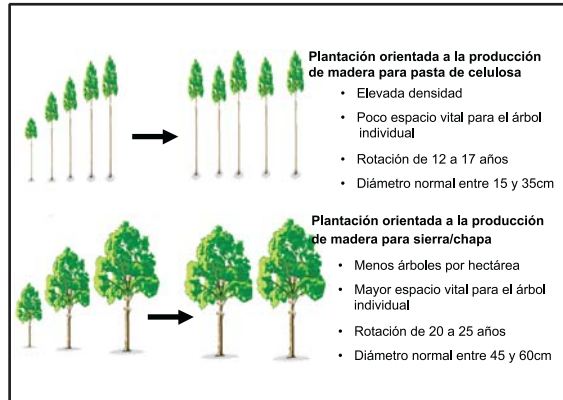 Plantación orientada a la producción
de madera para pasta de celulosa
• Elevada densidad
• Poco espacio vital para el árbol
individual
• Rotación de 12 a 17 años
• Diámetro normal entre 15 y 35cm
Plantación orientada a la producción
de madera para sierra/chapa
• Menos árboles por hectárea
• Mayor espacio vital para el árbol
individual
• Rotación de 20 a 25 años
• Diámetro normal entre 45 y 60cm